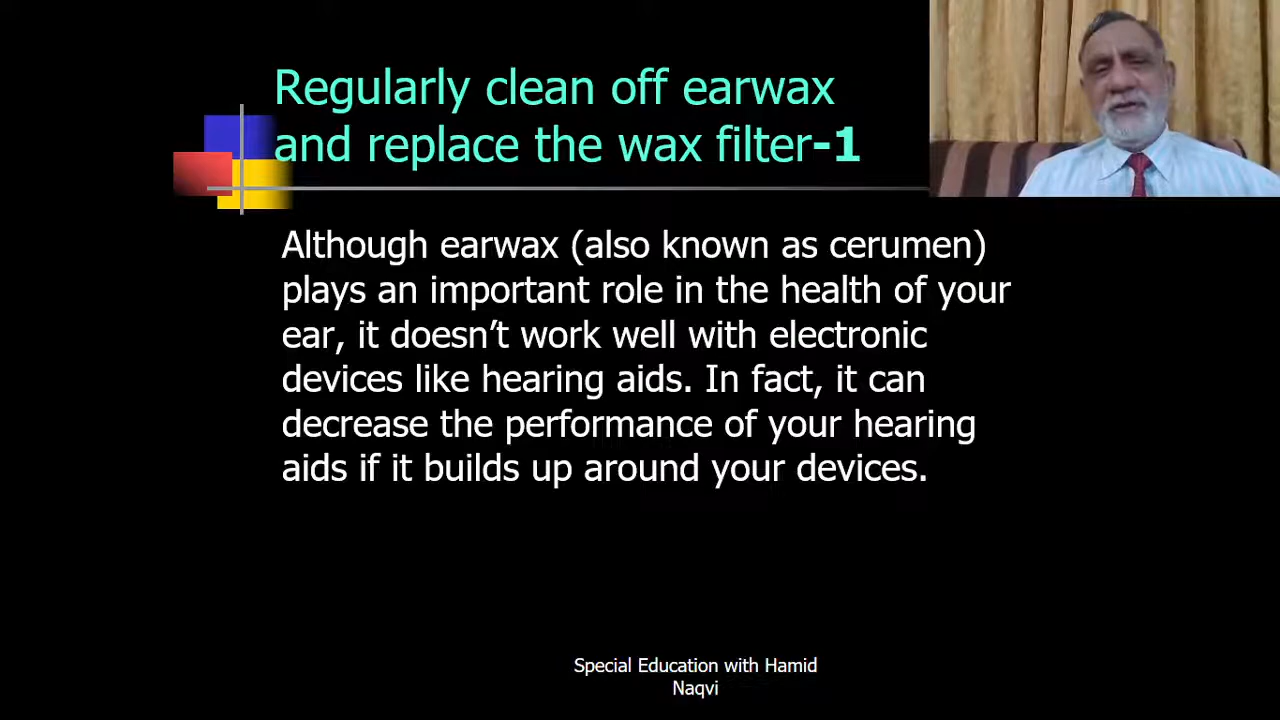 Regularly clean off earwax
and replace the wax filter-1
Although earwax (also known as cerumen)
plays an important role in the health of your
ear, it doesn’t work well with electronic
devices like hearing aids. In fact, it can
decrease the performance of your hearing
aids if it builds up around your devices.
Special Education with Hamid
Naqvi